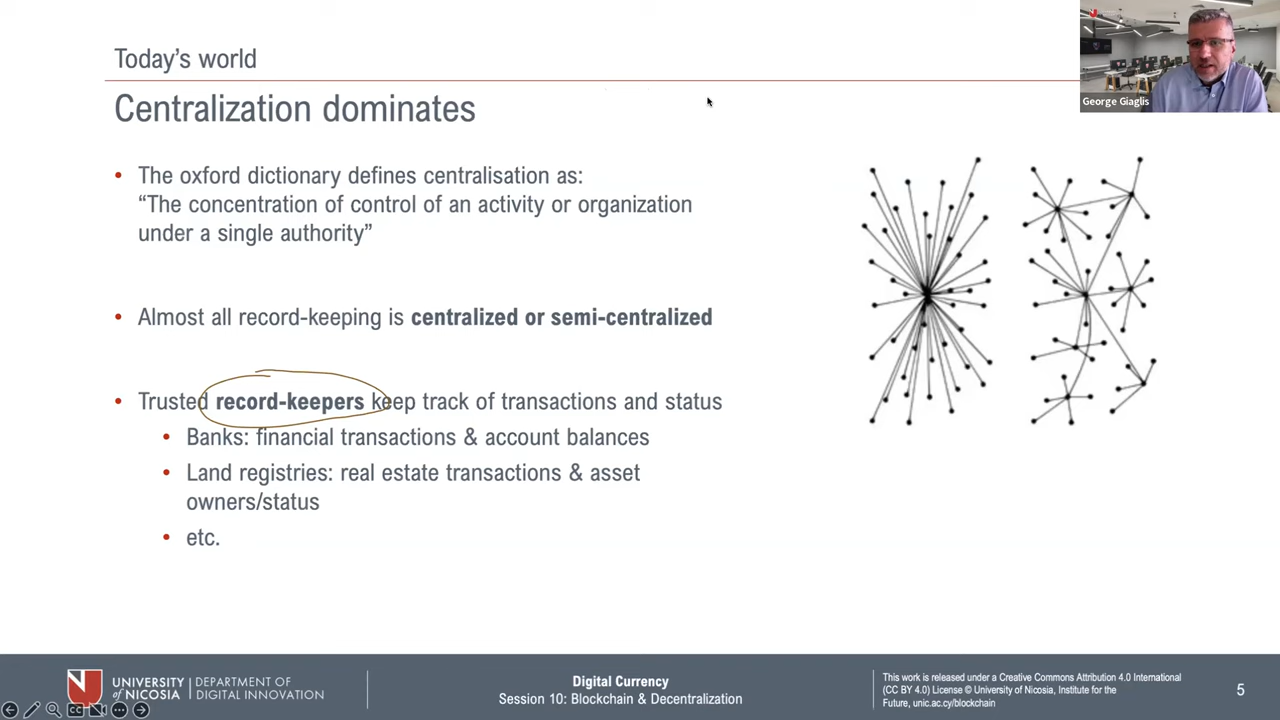 Today's world
Centralization dominates
George Giaglis
• The oxford dictionary defines centralisation as:
“The concentration of control of an activity or organization
under a single authority”
• Almost all record-keeping is centralized or semi-centralized
• Trusted record-keepers keep track of transactions and status
• Banks: financial transactions & account balances
• Land registries: real estate transactions & asset
owners/status
• etc.
UNIVERSITY
of NICOSIA
DEPARTMENT OF
DIGITAL INNOVATION
Digital Currency
Session 10: Blockchain & Decentralization
This work is released under a Creative Commons Attribution 4.0 International
(CC BY 4.0) License © University of Nicosia, Institute for the
Future, unic.ac.cy/blockchain
5
CC